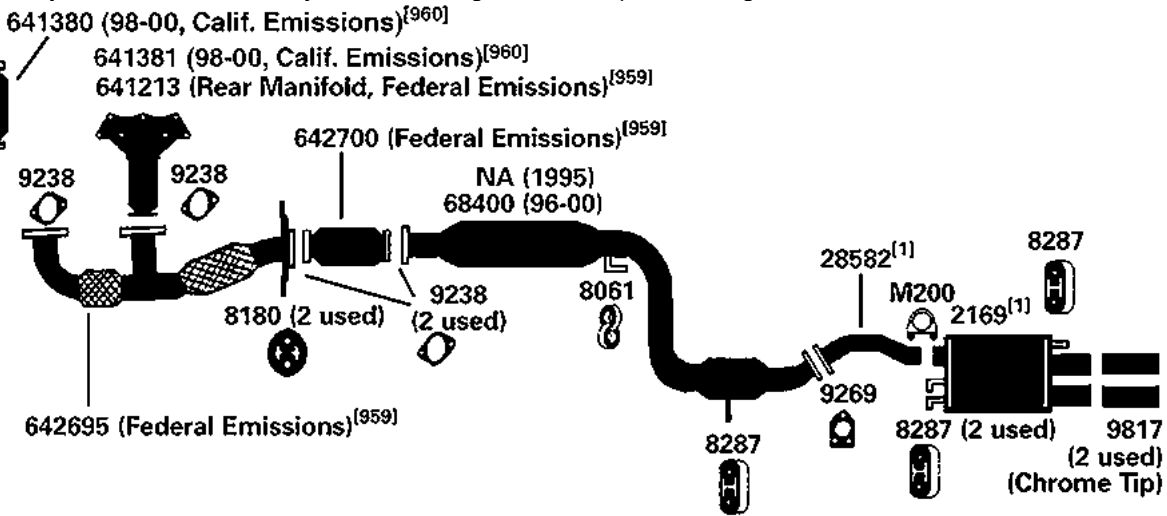 641380 (98-00, Calif. Emissions)[960]
641381 (98-00, Calif. Emissions)[960]
641213 (Rear Manifold, Federal Emissions)[959]
642700 (Federal Emissions)[959]
9238
9238
NA (1995)
68400 (96-00)
8180 (2 used)
9238
(2 used)
8061
28582[1]
M200
2169[1]
8287
642695 (Federal Emissions)[959]
8287
9269
8287 (2 used)
9817
(2 used)
(Chrome Tip)